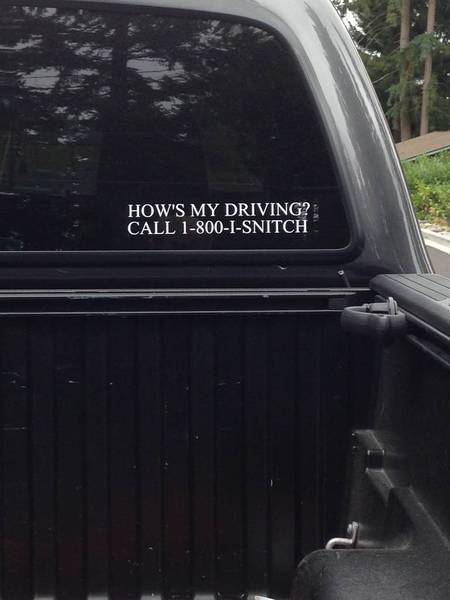 HOW'S MY DRIVING?
CALL 1-800-I-SNITCH